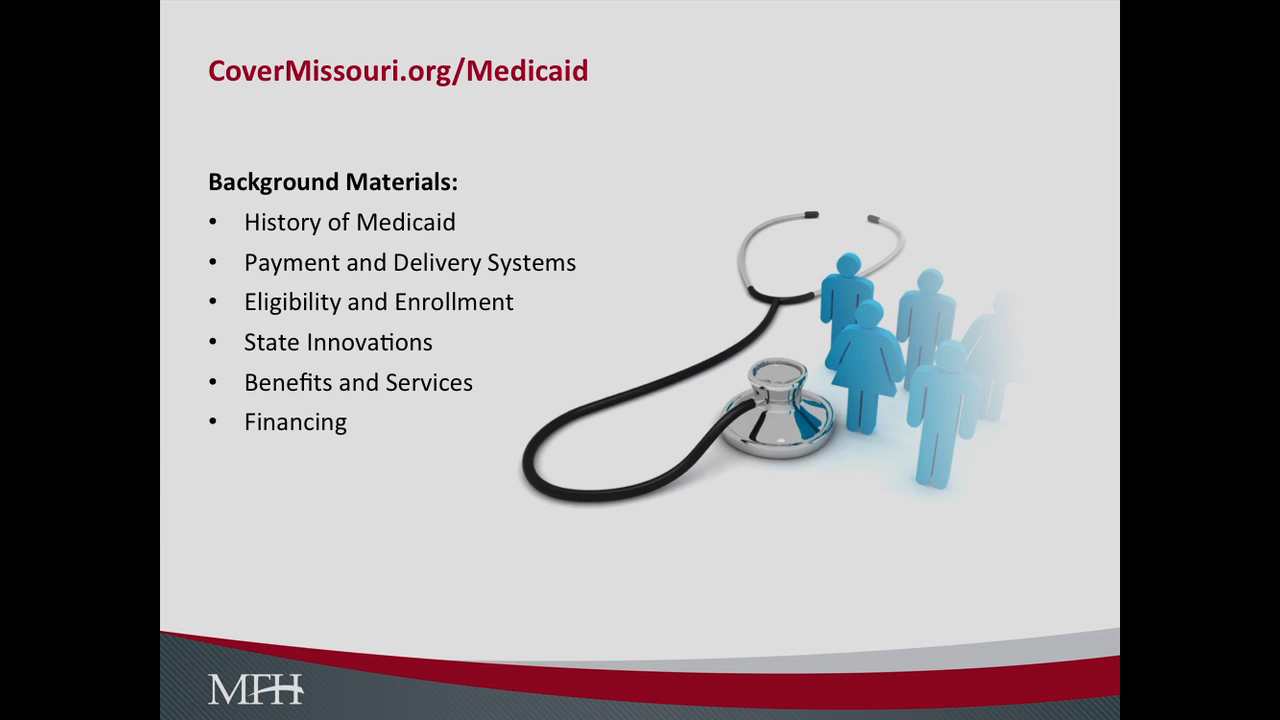 CoverMissouri.org/Medicaid
Background Materials:
• History of Medicaid
• Payment and Delivery Systems
• Eligibility and Enrollment
• State Innovations
• Benefits and Services
• Financing
MFH